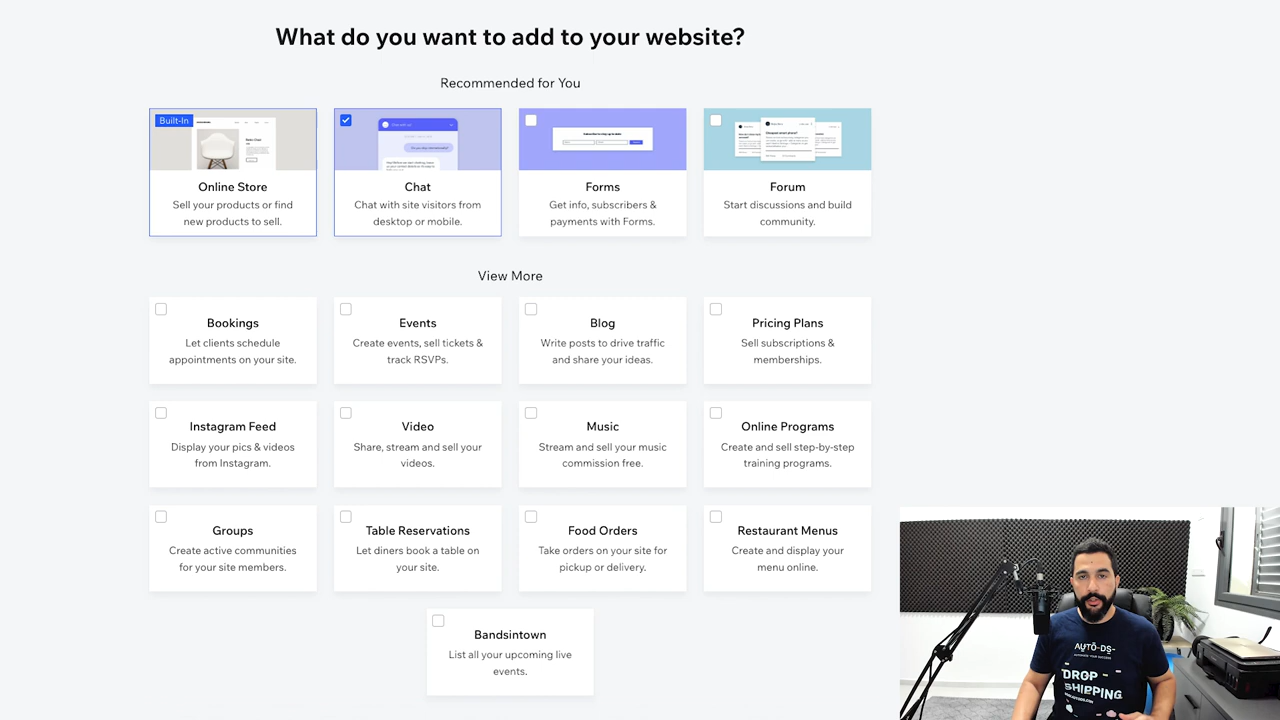 What do you want to add to your website?
Recommended for You
Built-In
Online Store
Sell your products or find
new products to sell.
Chat
Chat with site visitors from
desktop or mobile.
Forms
Get info, subscribers &
payments with Forms.
Forum
Start discussions and build
community.
View More
Bookings
Let clients schedule
appointments on your site.
Events
Create events, sell tickets &
track RSVPs.
Blog
Write posts to drive traffic
and share your ideas.
Pricing Plans
Sell subscriptions &
memberships.
Instagram Feed
Display your pics & videos
from Instagram.
Video
Share, stream and sell your
videos.
Music
Stream and sell your music
commission free.
Online Programs
Create and sell step-by-step
training programs.
Groups
Create active communities
for your site members.
Table Reservations
Let diners book a table on
your site.
Food Orders
Take orders on your site for
pickup or delivery.
Restaurant Menus
Create and display your
menu online.
Bandsintown
List all your upcoming live
events.
AUTŌ-DS-
DROP
SHIPPING